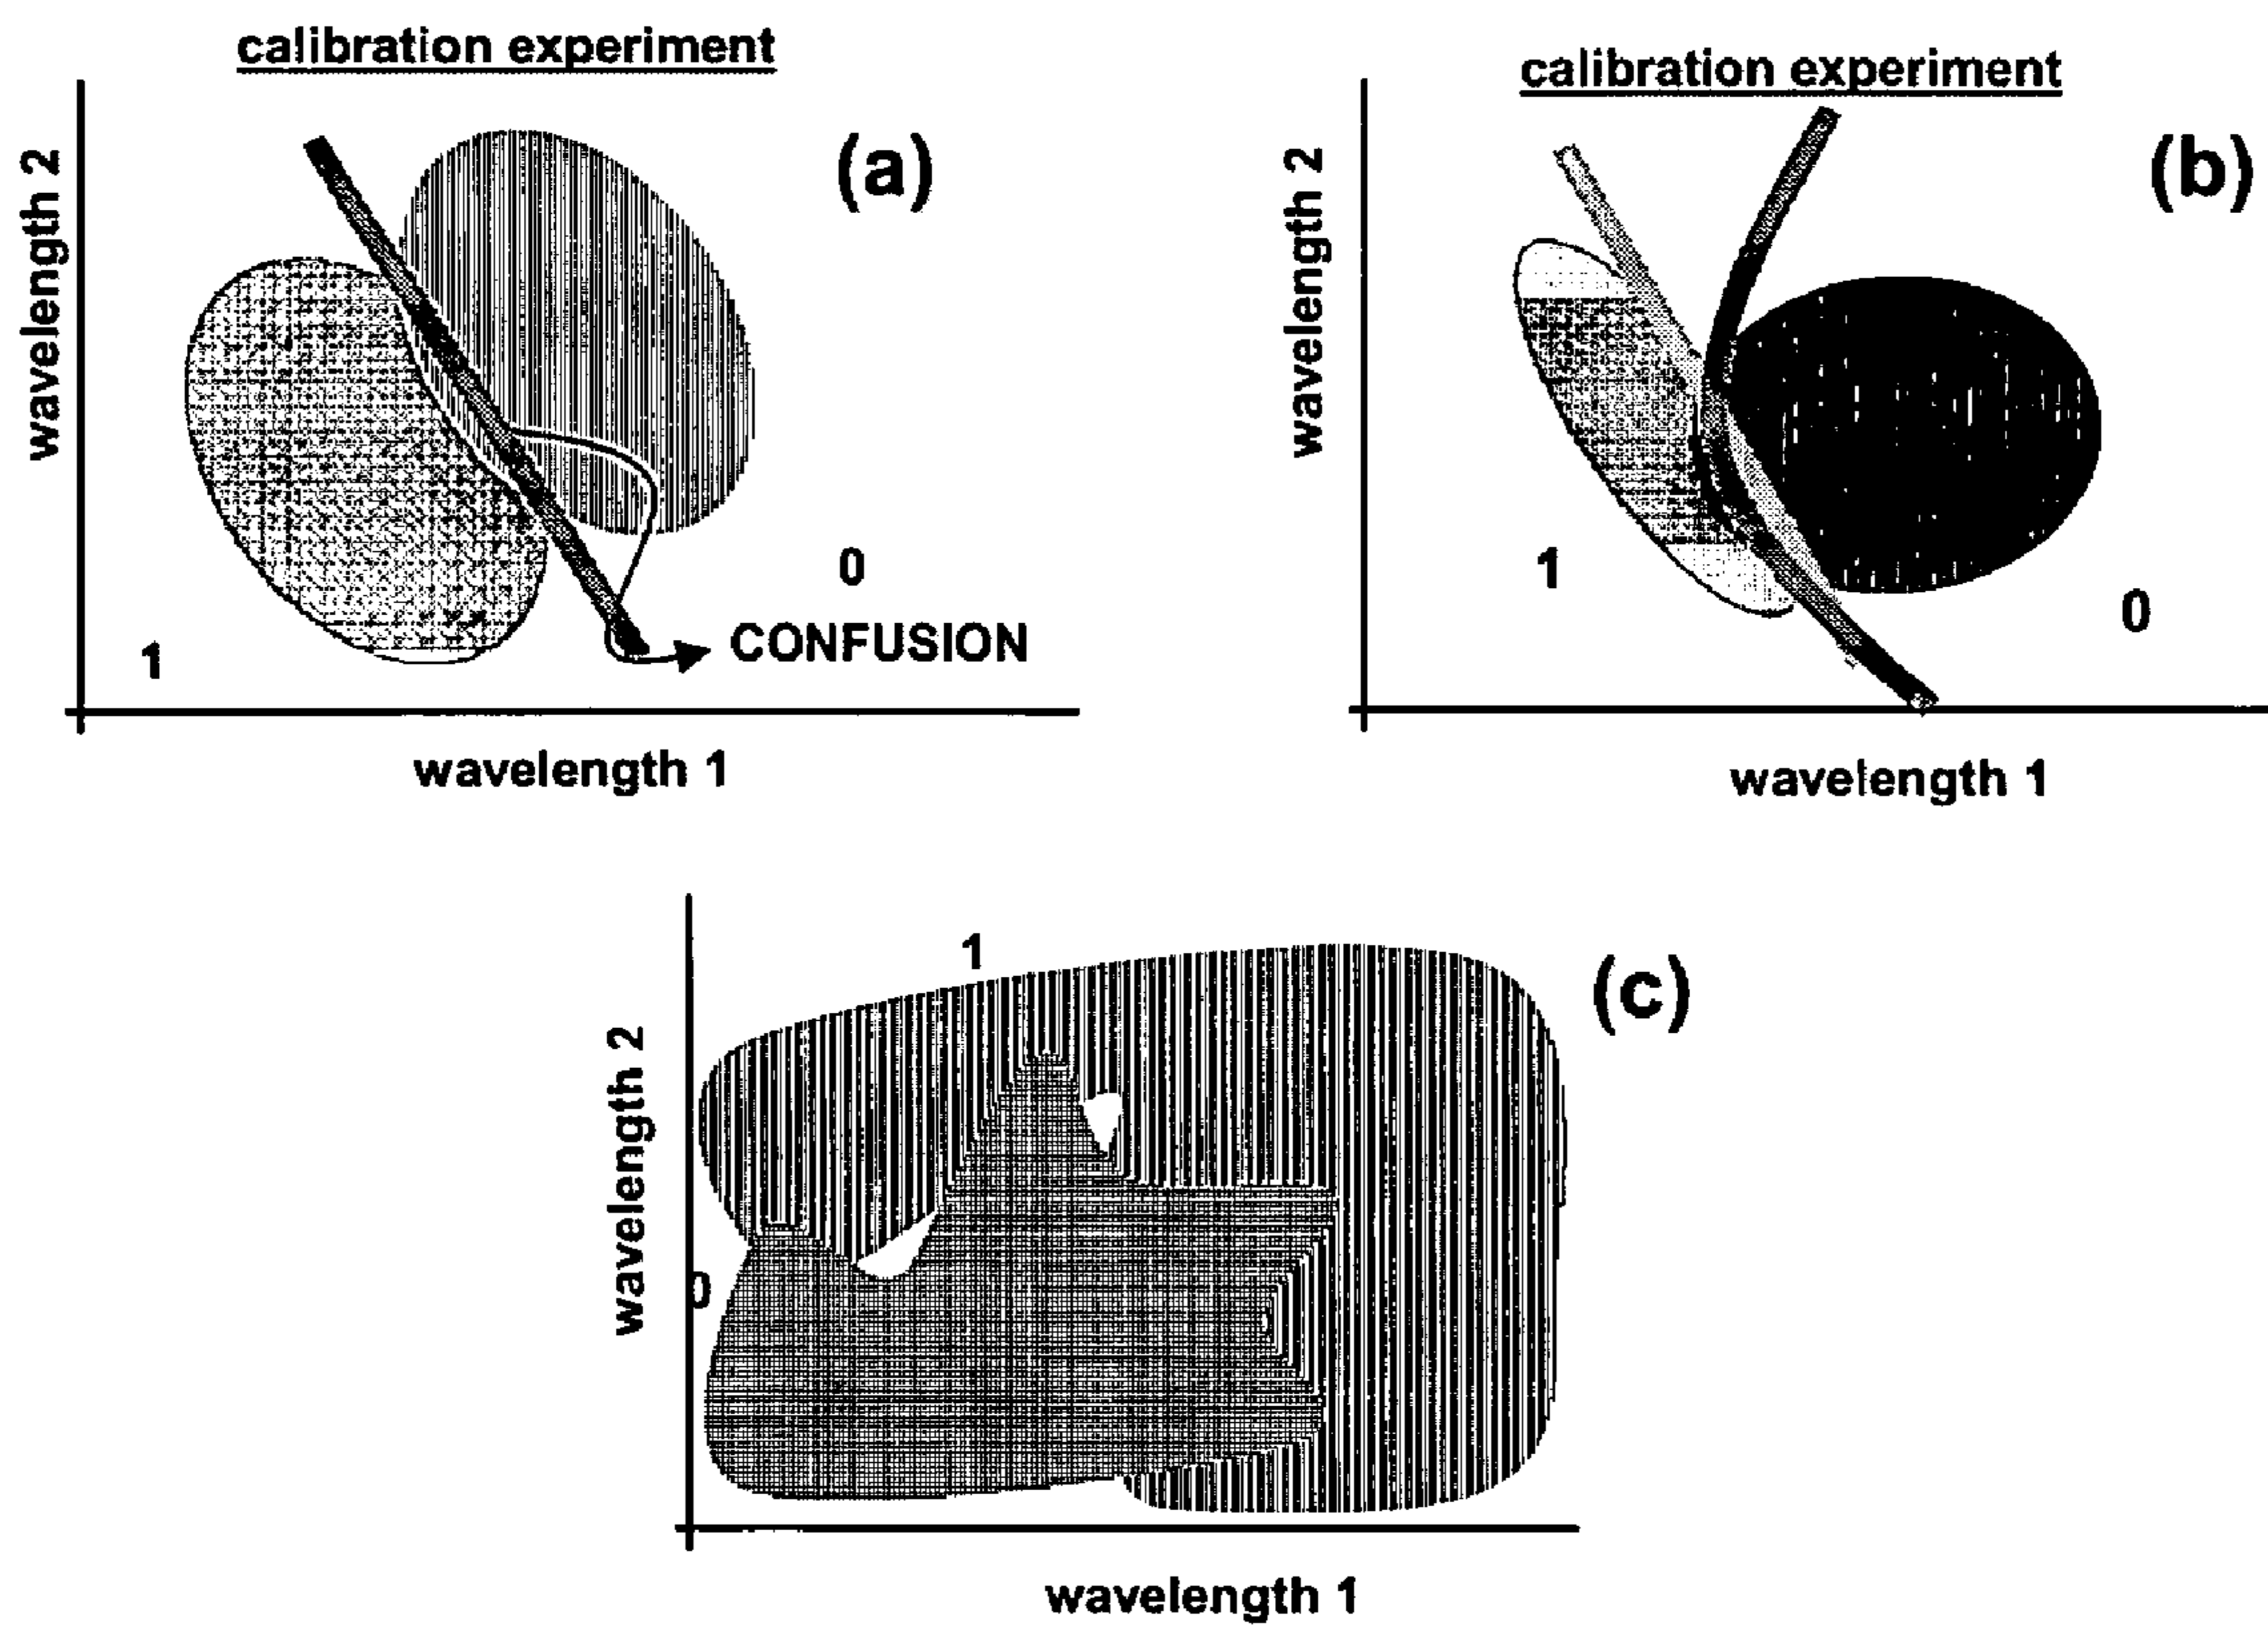 calibration experiment
(a)
wavelength 2
0
1
CONFUSION
wavelength 1
calibration experiment
(b)
wavelength 2
1
0
wavelength 1
1
(c)
wavelength 2
0
wavelength 1